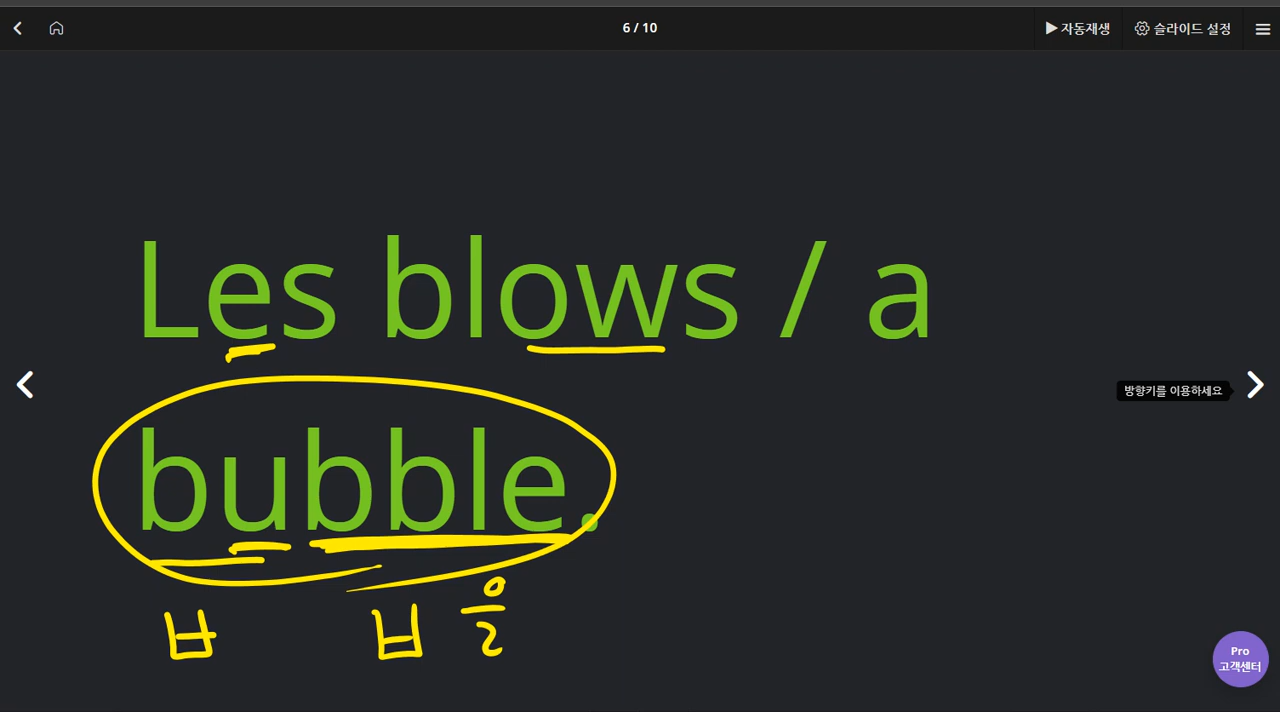 6 / 10
자동재생
슬라이드 설정
Les blows / a
방향키를 이용하세요
bubble.
ㅂ ㅂ 을
Pro
고객센터